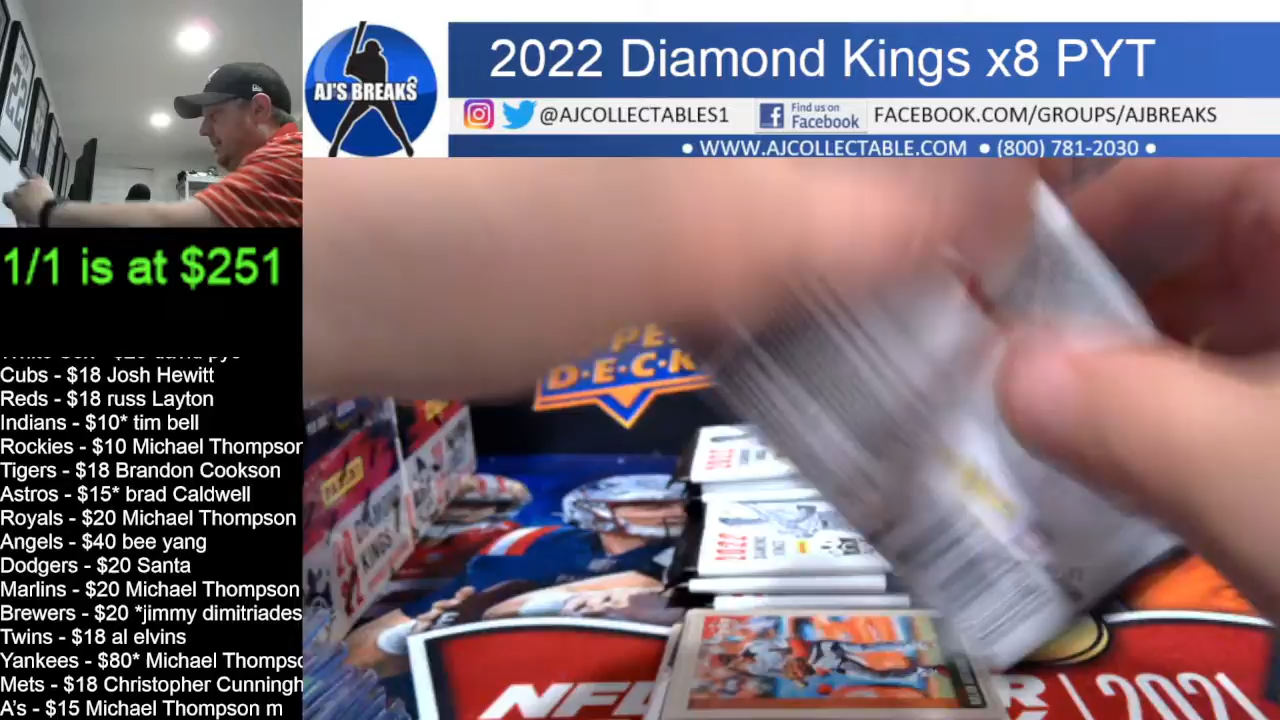 2022 Diamond Kings x8 PYT
AJ'S BREAKS
@AJCOLLECTABLES1
Find us on
Facebook
FACEBOOK.COM/GROUPS/AJBREAKS
• WWW.AJCOLLECTABLE.COM • (800) 781-2030 •
1/1 is at $251
Cubs - $18 Josh Hewitt
Reds - $18 russ Layton
Indians - $10* tim bell
Rockies - $10 Michael Thompson
Tigers - $18 Brandon Cookson
Astros - $15* brad Caldwell
Royals - $20 Michael Thompson
Angels - $40 bee yang
Dodgers - $20 Santa
Marlins - $20 Michael Thompson
Brewers - $20 *jimmy dimitriades
Twins - $18 al elvins
Yankees - $80* Michael Thompso
Mets - $18 Christopher Cunningh
A's - $15 Michael Thompson m
DECK
PANINI
KINGS
2022
2022
NFL
2021